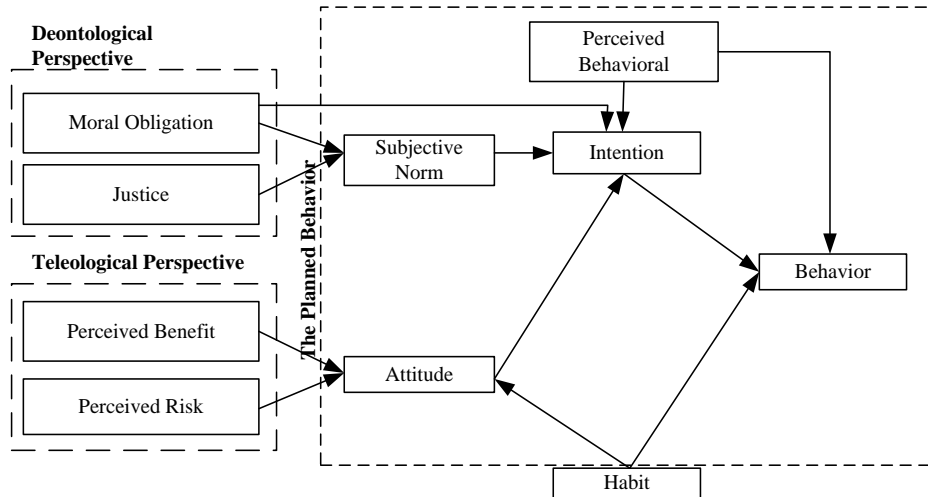 Deontological
Perspective
Moral Obligation
Justice
Teleological Perspective
Perceived Benefit
Perceived Risk
The Planned Behavior
Perceived
Behavioral
Subjective
Norm
Intention
Behavior
Attitude
Habit